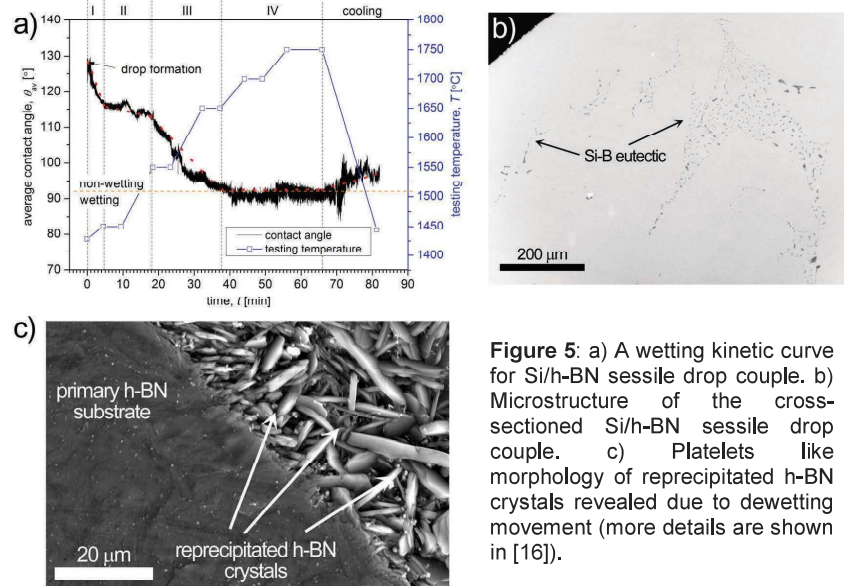 a)
I II III IV cooling
140
130
120
110
100
90
80
70
average contact angle, θav [°]
drop formation
non-wetting
wetting
contact angle
testing temperature
0 10 20 30 40 50 60 70 80 90
time, t [min]
1800
1750
1700
1650
1600
1550
1500
1450
1400
testing temperature, T [°C]
b)
Si-B eutectic
200 µm
c)
primary h-BN
substrate
reprecipitated h-BN
crystals
20 µm
Figure 5: a) A wetting kinetic curve
for Si/h-BN sessile drop couple. b)
Microstructure of the cross-
sectioned Si/h-BN sessile drop
couple. c) Platelets like
morphology of reprecipitated h-BN
crystals revealed due to dewetting
movement (more details are shown
in [16]).